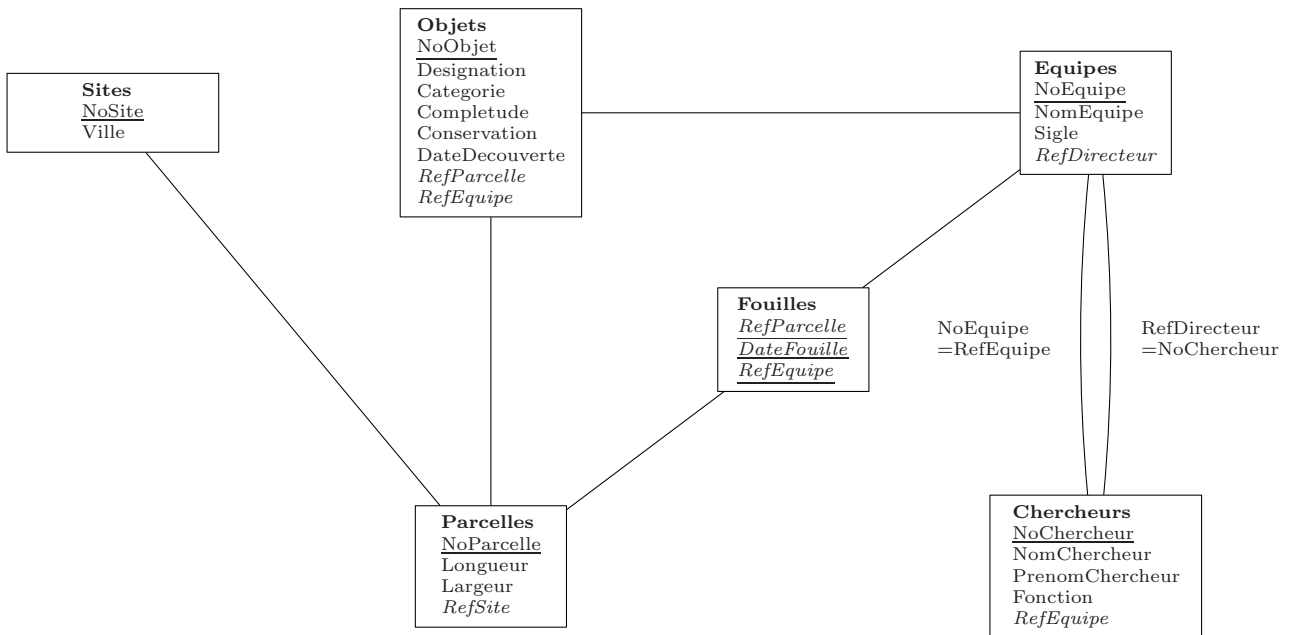 Objets
NoObjet
Designation
Categorie
Completude
Conservation
DateDecouverte
RefParcelle
RefEquipe
Sites
NoSite
Ville
Equipes
NoEquipe
NomEquipe
Sigle
RefDirecteur
Fouilles
RefParcelle
DateFouille
RefEquipe
NoEquipe
=RefEquipe
RefDirecteur
=NoChercheur
Parcelles
NoParcelle
Longueur
Largeur
RefSite
Chercheurs
NoChercheur
NomChercheur
PrenomChercheur
Fonction
RefEquipe